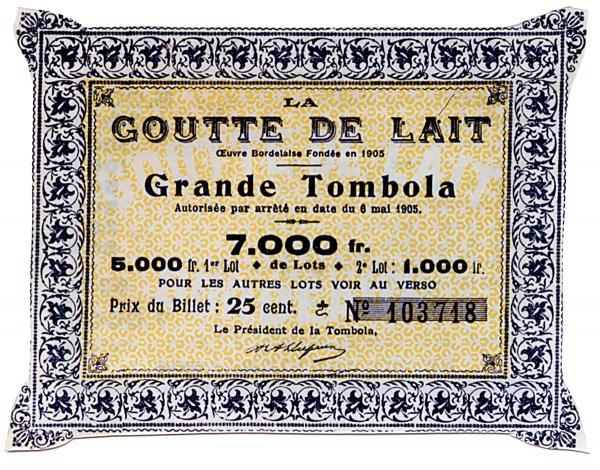 LA
GOUTTE DE LAIT
Œuvre Bordelaise Fondée en 1905
Grande Tombola
Autorisée par arrêté en date du 6 mai 1905.
7.000 fr.
5.000 fr. 1er Lot ♦ de Lots ♦ 2e Lot : 1.000 fr.
POUR LES AUTRES LOTS VOIR AU VERSO
Prix du Billet : 25 cent. No 103718
Le Président de la Tombola,